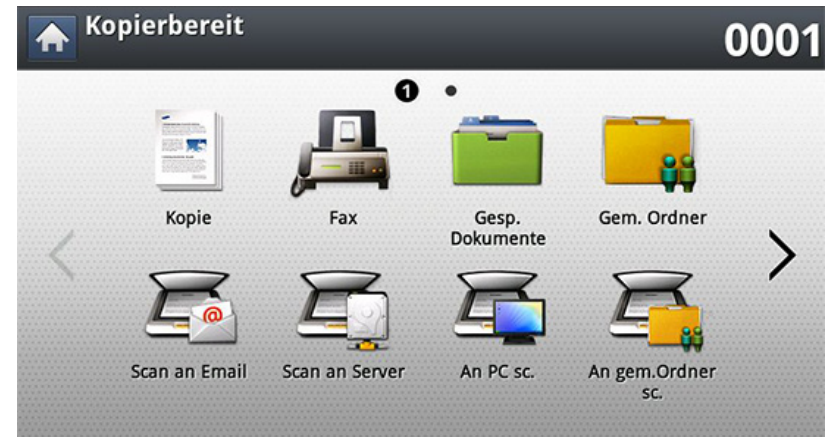 Kopierbereit
0001
1
Kopie
Fax
Gesp.
Dokumente
Gem. Ordner
@
Scan an Email
Scan an Server
An PC sc.
An gem.Ordner
sc.